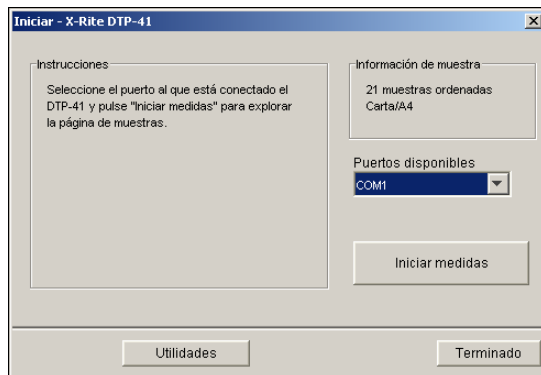 Iniciar - X-Rite DTP-41
Instrucciones
Seleccione el puerto al que está conectado el
DTP-41 y pulse "Iniciar medidas" para explorar
la página de muestras.
Información de muestra
21 muestras ordenadas
Carta/A4
Puertos disponibles
COM1
Iniciar medidas
Utilidades
Terminado